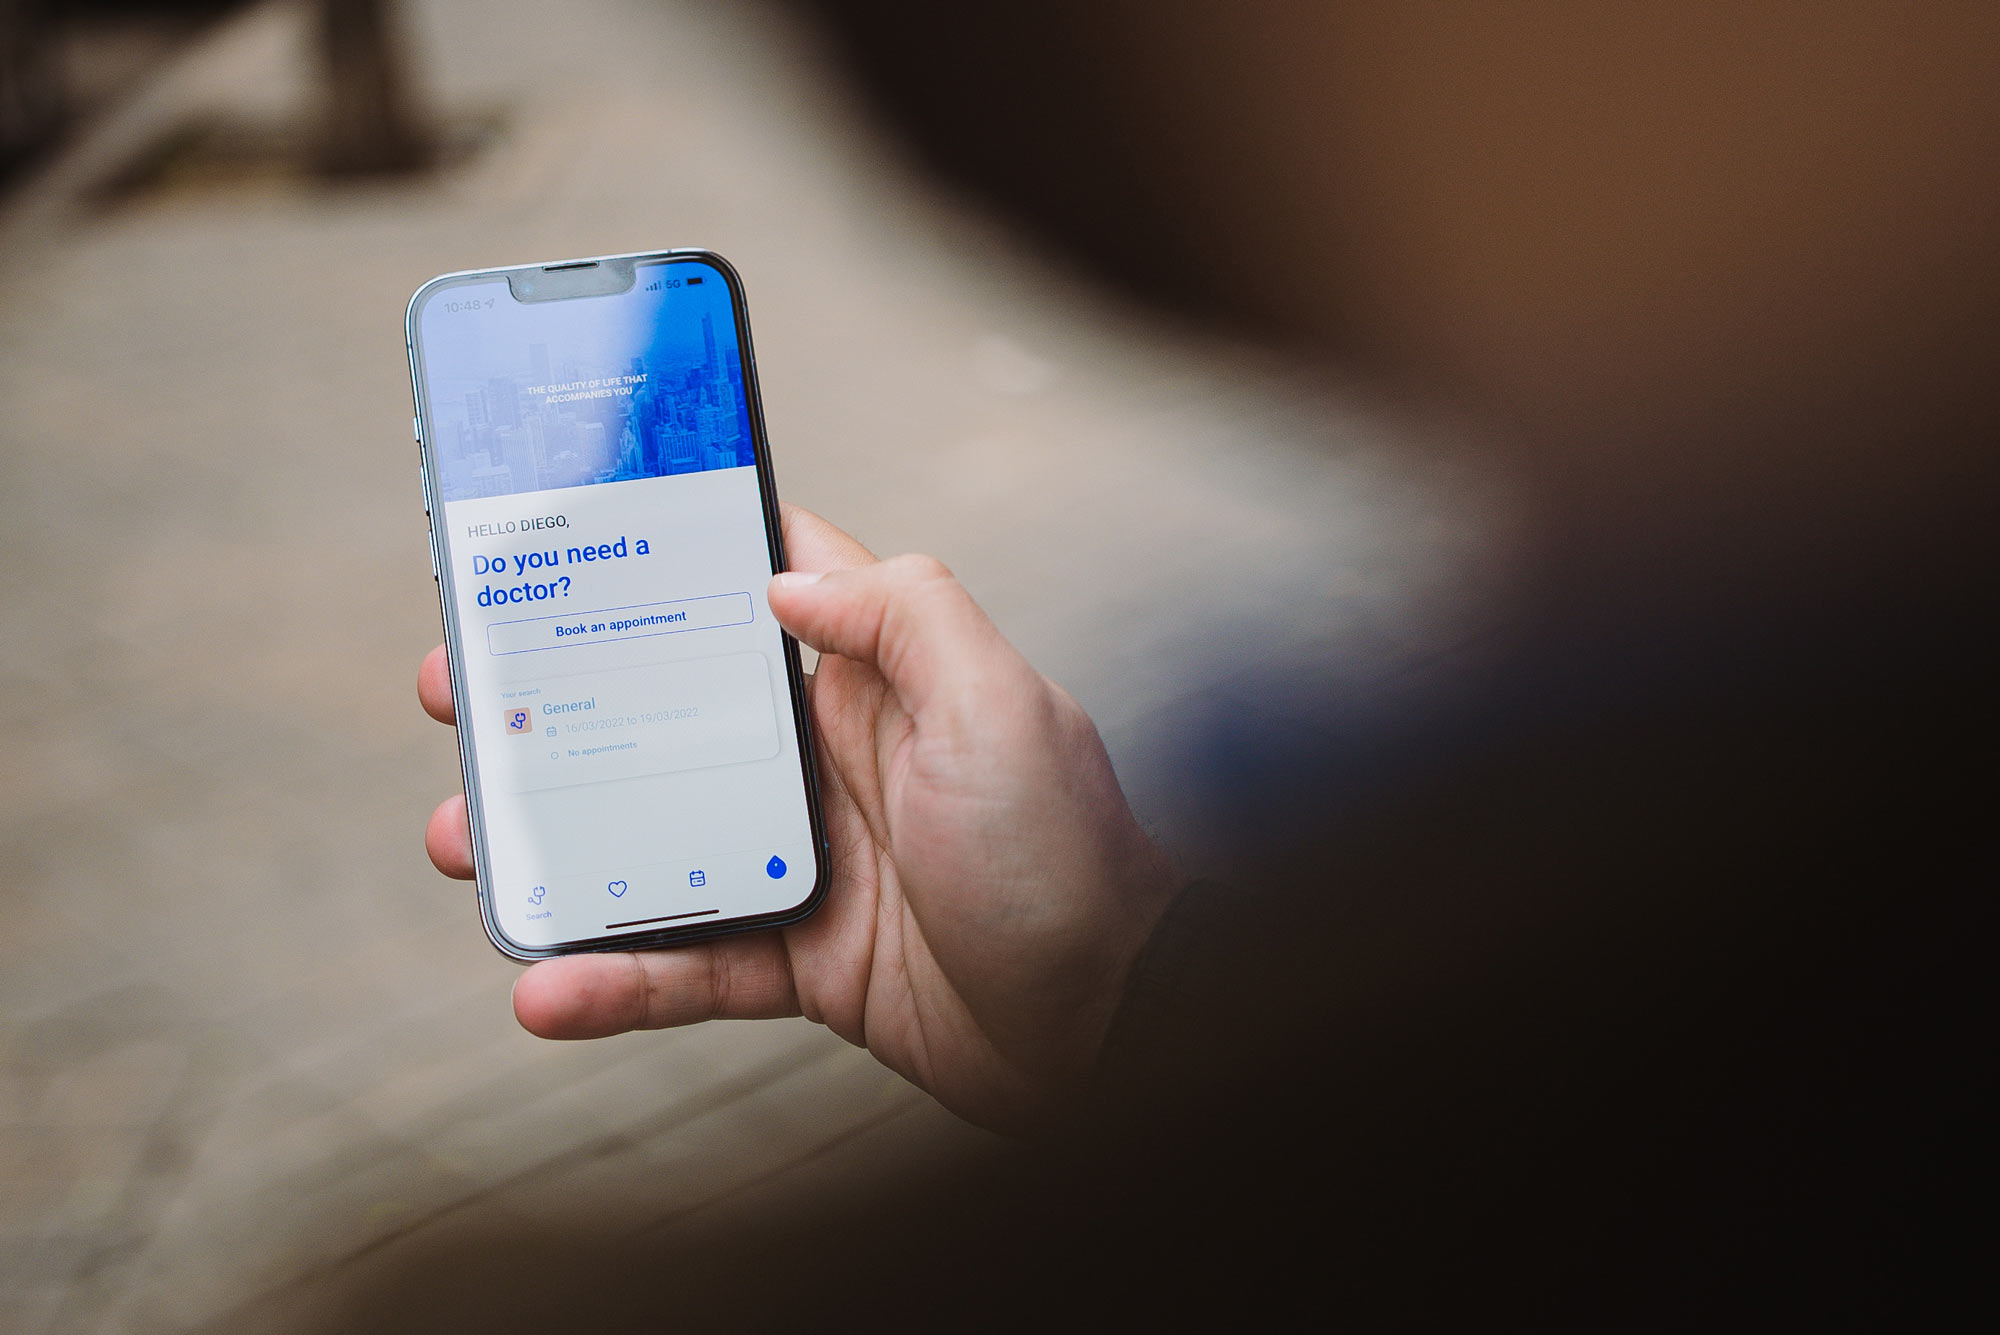 10:48
5G
THE QUALITY OF LIFE THAT
ACCOMPANIES YOU
HELLO DIEGO,
Do you need a
doctor?
Book an appointment
Your search
General
16/03/2022 to 19/03/2022
No appointments
Search